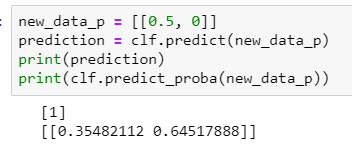 :
new_data_p = [[0.5, 0]]
prediction = clf.predict(new_data_p)
print(prediction)
print(clf.predict_proba(new_data_p))
[1]
[[0.35482112 0.64517888]]